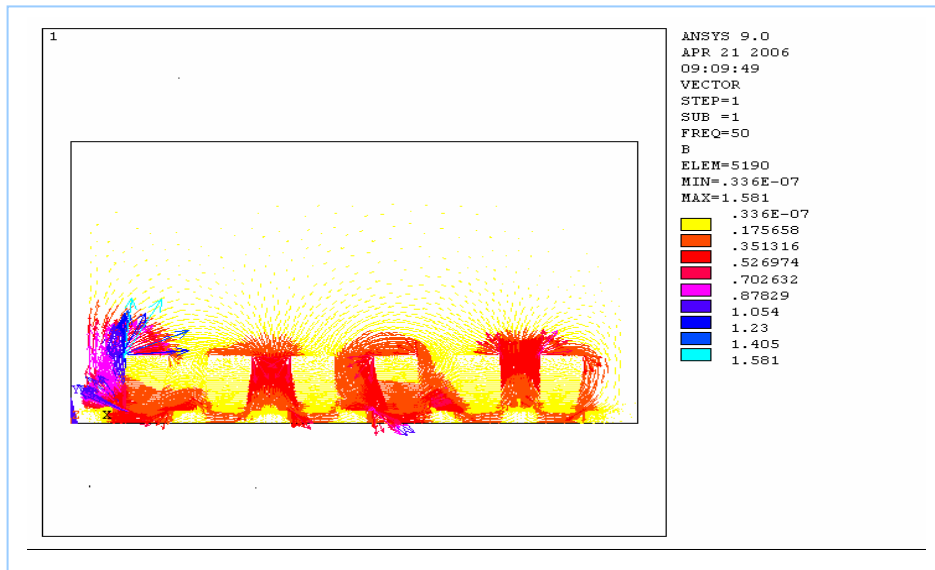 1
ANSYS 9.0
APR 21 2006
09:09:49
VECTOR
STEP=1
SUB =1
FREQ=50
B
ELEM=5190
MIN=.336E-07
MAX=1.581
.336E-07
.175658
.351316
.526974
.702632
.87829
1.054
1.23
1.405
1.581
Y
X